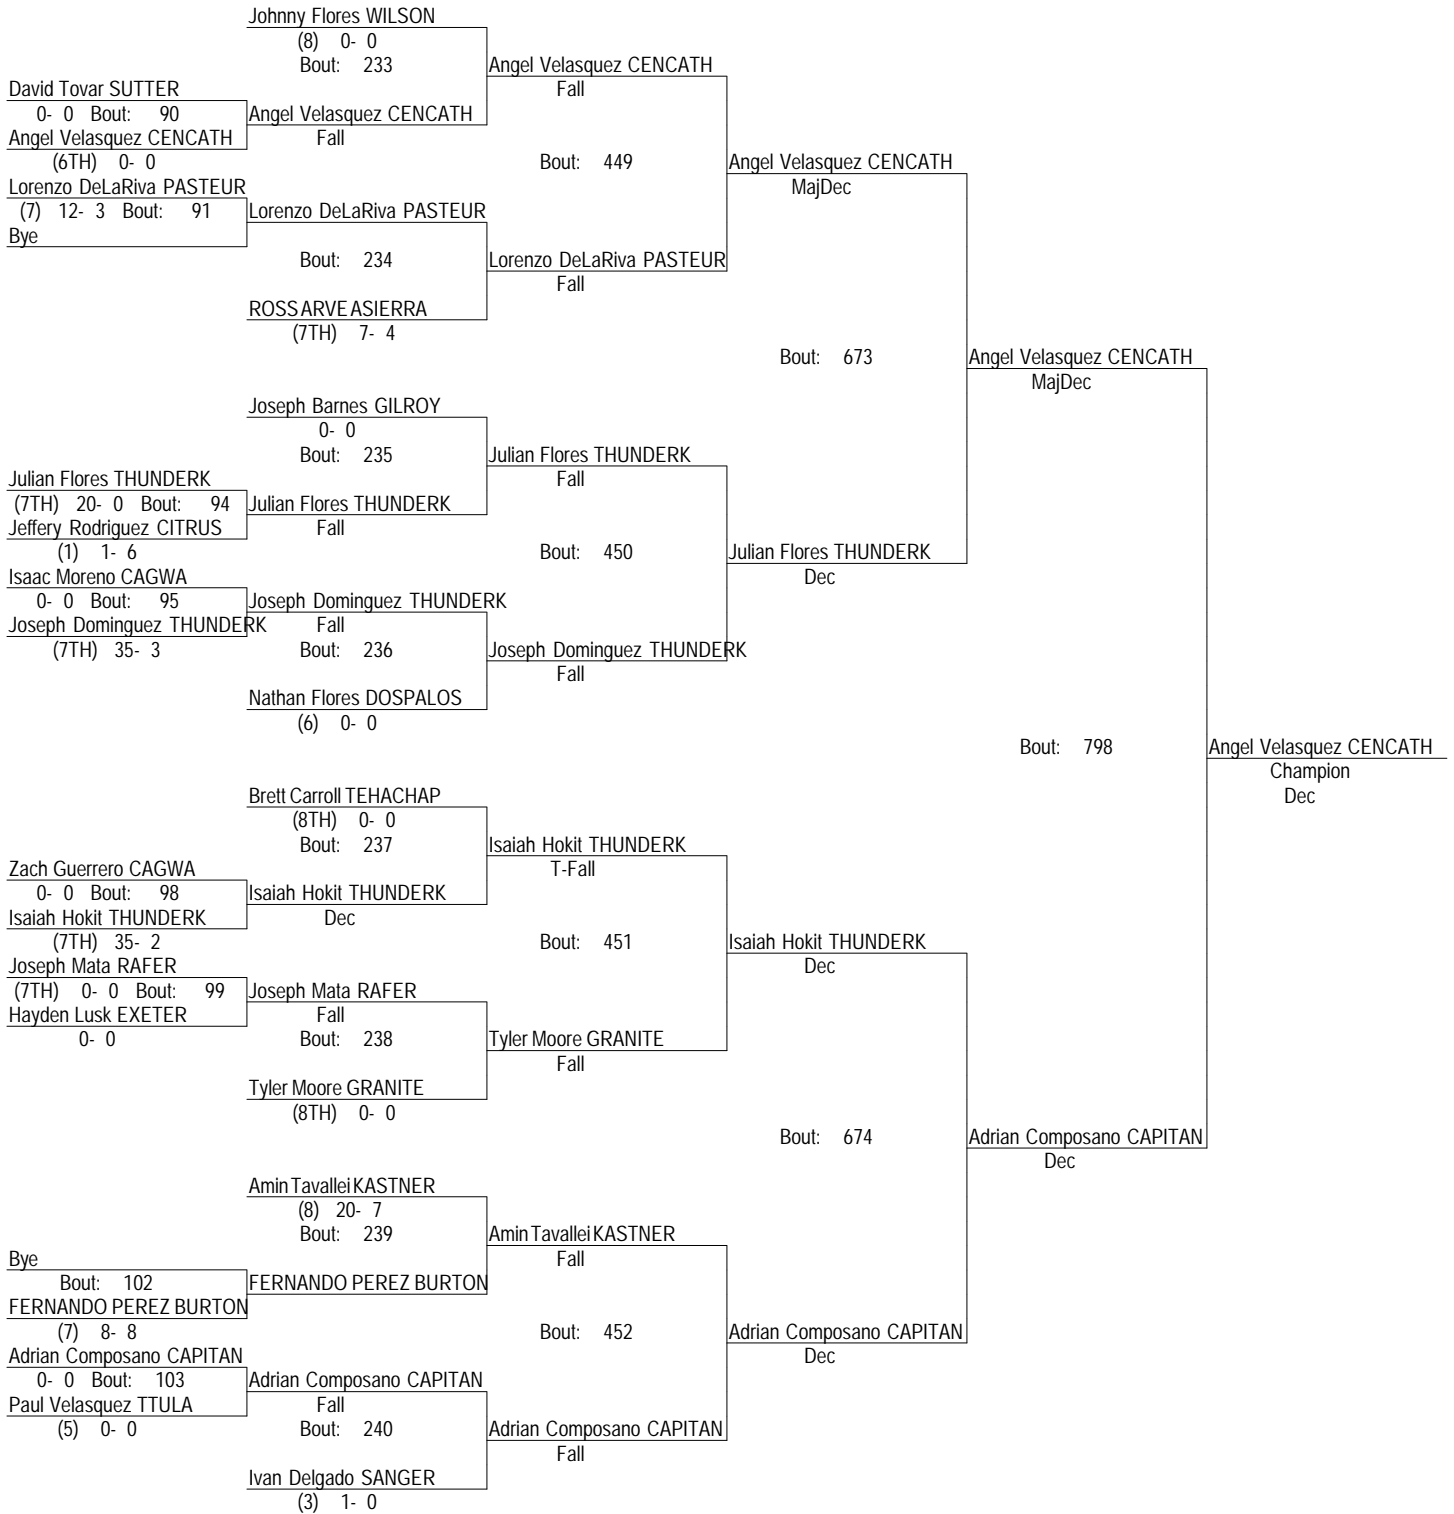 Johnny Flores WILSON
(8) 0- 0
Bout: 233
Angel Velasquez CENCATH
Fall
David Tovar SUTTER
0- 0 Bout: 90
Angel Velasquez CENCATH
Angel Velasquez CENCATH
Fall
(6TH) 0- 0
Bout: 449
Angel Velasquez CENCATH
MajDec
Lorenzo DeLaRiva PASTEUR
(7) 12- 3 Bout: 91
Lorenzo DeLaRiva PASTEUR
Bye
Bout: 234
Lorenzo DeLaRiva PASTEUR
Fall
ROSS ARVE ASIERRA
(7TH) 7- 4
Bout: 673
Angel Velasquez CENCATH
MajDec
Joseph Barnes GILROY
0- 0
Bout: 235
Julian Flores THUNDERK
Fall
Julian Flores THUNDERK
(7TH) 20- 0 Bout: 94
Julian Flores THUNDERK
Jeffery Rodriguez CITRUS
Fall
(1) 1- 6
Bout: 450
Julian Flores THUNDERK
Dec
Isaac Moreno CAGWA
0- 0 Bout: 95
Joseph Dominguez THUNDERK
Joseph Dominguez THUNDERK
Fall
(7TH) 35- 3
Bout: 236
Joseph Dominguez THUNDERK
Fall
Nathan Flores DOSPALOS
(6) 0- 0
Bout: 798
Angel Velasquez CENCATH
Champion
Dec
Brett Carroll TEHACHAP
(8TH) 0- 0
Bout: 237
Isaiah Hokit THUNDERK
T-Fall
Zach Guerrero CAGWA
0- 0 Bout: 98
Isaiah Hokit THUNDERK
Isaiah Hokit THUNDERK
Dec
(7TH) 35- 2
Bout: 451
Isaiah Hokit THUNDERK
Dec
Joseph Mata RAFER
(7TH) 0- 0 Bout: 99
Joseph Mata RAFER
Hayden Lusk EXETER
Fall
0- 0
Bout: 238
Tyler Moore GRANITE
Fall
Tyler Moore GRANITE
(8TH) 0- 0
Bout: 674
Adrian Composano CAPITAN
Dec
Amin Tavallei KASTNER
(8) 20- 7
Bout: 239
Amin Tavallei KASTNER
Fall
Bye
Bout: 102
FERNANDO PEREZ BURTON
FERNANDO PEREZ BURTON
(7) 8- 8
Bout: 452
Adrian Composano CAPITAN
Dec
Adrian Composano CAPITAN
0- 0 Bout: 103
Adrian Composano CAPITAN
Paul Velasquez TTULA
Fall
(5) 0- 0
Bout: 240
Adrian Composano CAPITAN
Fall
Ivan Delgado SANGER
(3) 1- 0